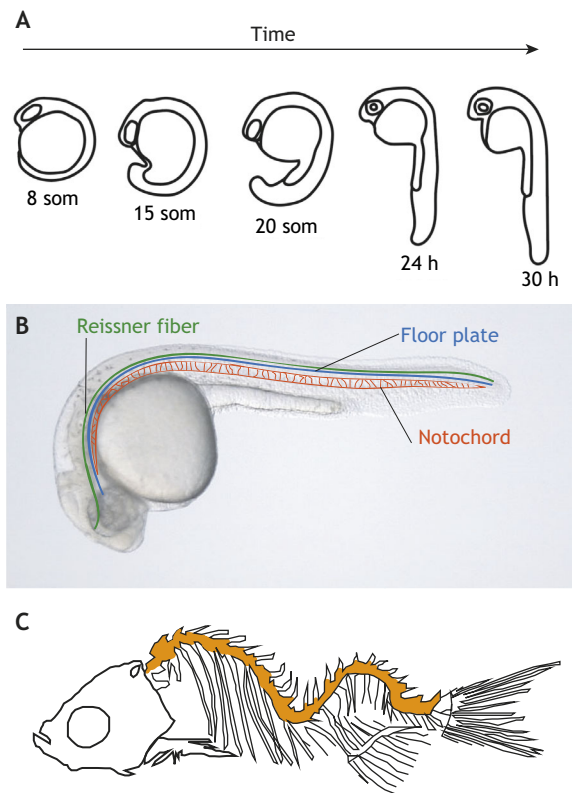 A
Time
8 som
15 som
20 som
24 h
30 h
B
Reissner fiber
Floor plate
Notochord
C